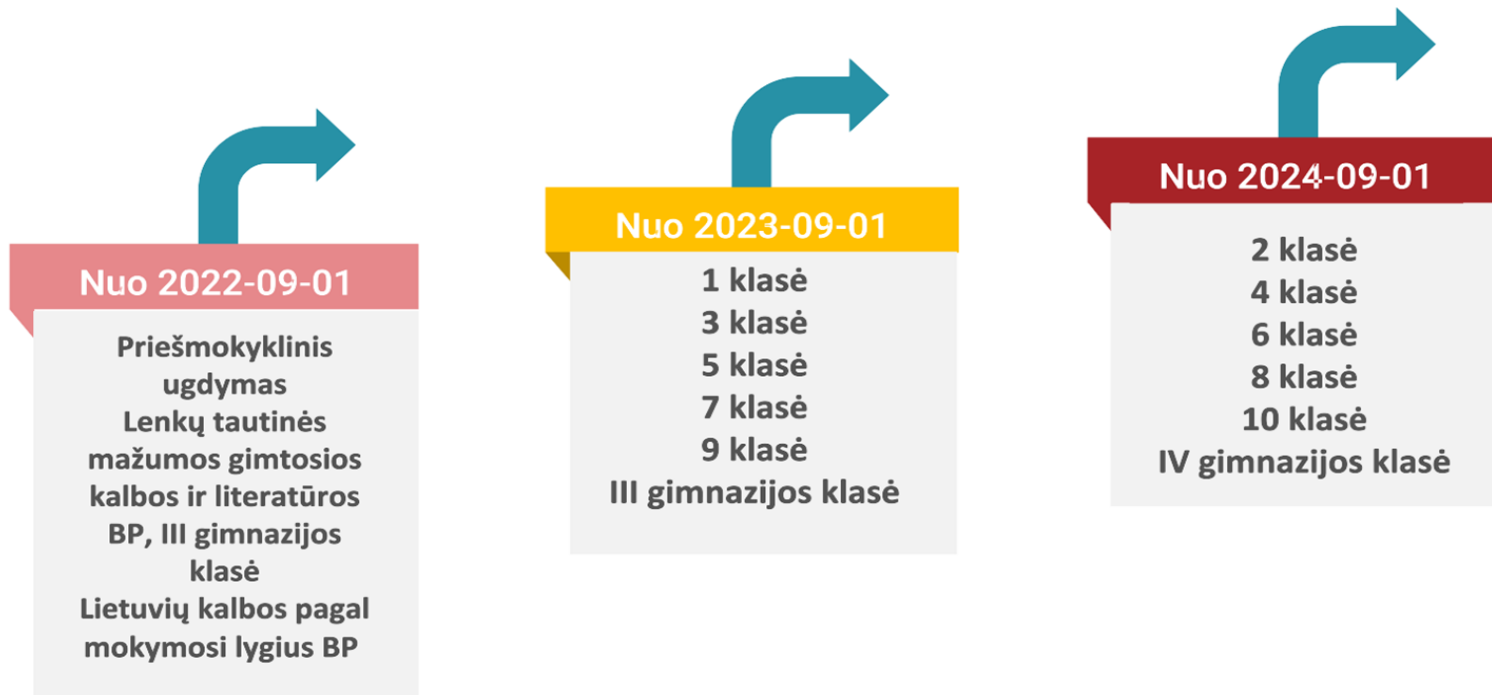 Nuo 2022-09-01
Priešmokyklinis
ugdymas
Lenkų tautinės
mažumos gimtosios
kalbos ir literatūros
BP, III gimnazijos
klasė
Lietuvių kalbos pagal
mokymosi lygius BP
Nuo 2023-09-01
1 klasė
3 klasė
5 klasė
7 klasė
9 klasė
III gimnazijos klasė
Nuo 2024-09-01
2 klasė
4 klasė
6 klasė
8 klasė
10 klasė
IV gimnazijos klasė